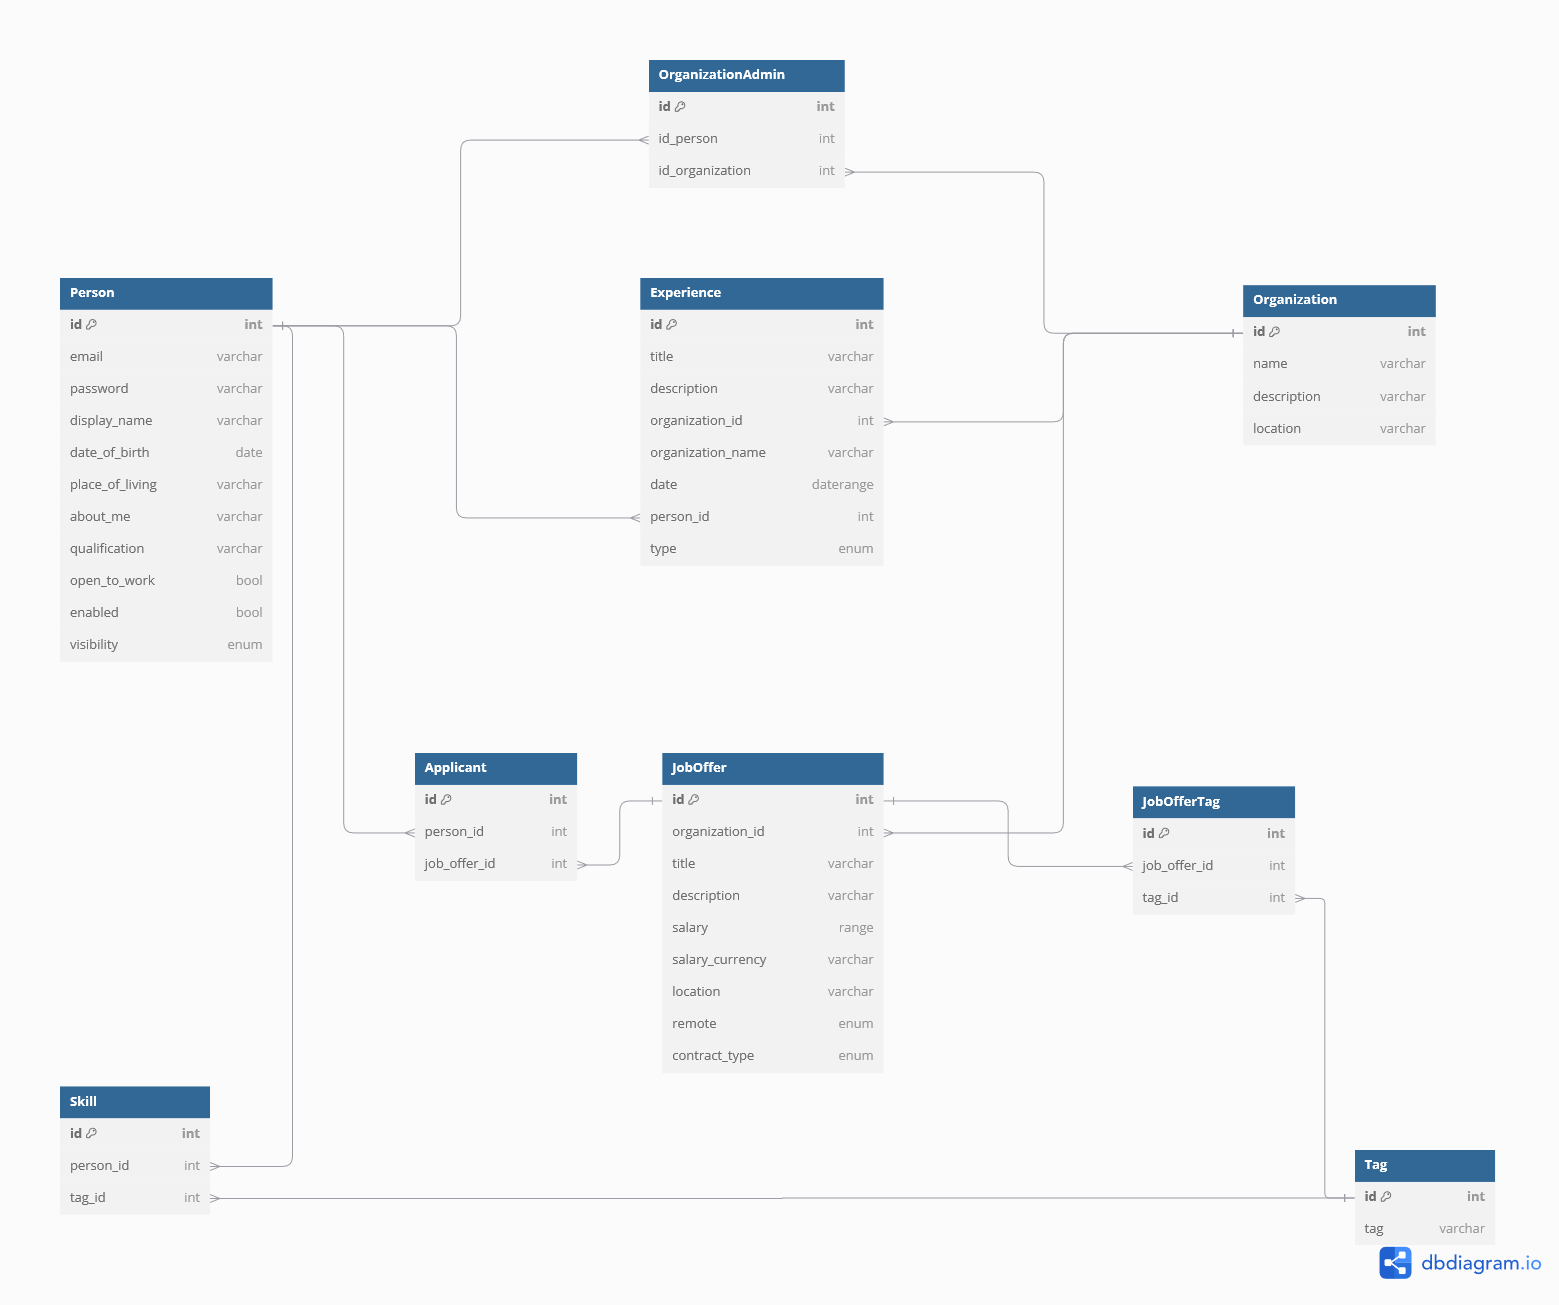 OrganizationAdmin
id int
id_person int
id_organization int
Person
id int
email varchar
password varchar
display_name varchar
date_of_birth date
place_of_living varchar
about_me varchar
qualification varchar
open_to_work bool
enabled bool
visibility enum
Experience
id int
title varchar
description varchar
organization_id int
organization_name varchar
date daterange
person_id int
type enum
Organization
id int
name varchar
description varchar
location varchar
Applicant
id int
person_id int
job_offer_id int
JobOffer
id int
organization_id int
title varchar
description varchar
salary range
salary_currency varchar
location varchar
remote enum
contract_type enum
JobOfferTag
id int
job_offer_id int
tag_id int
Skill
id int
person_id int
tag_id int
Tag
id int
tag varchar
dbdiagram.io